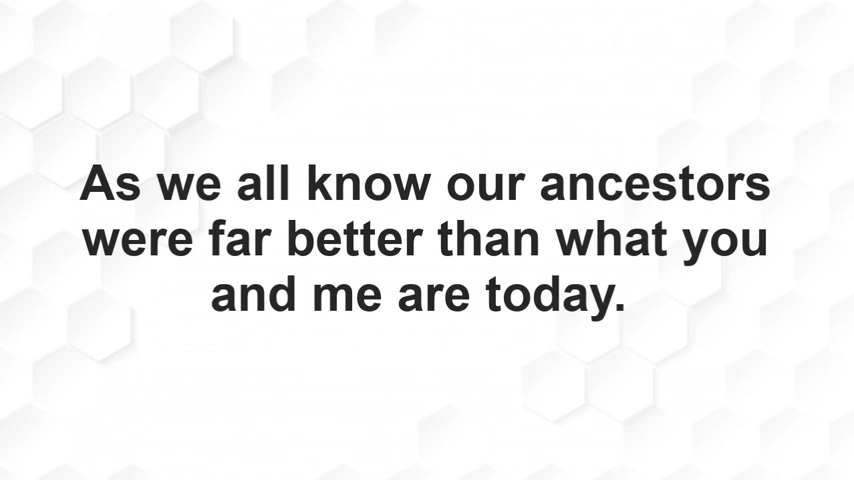 As we all know our ancestors
were far better than what you
and me are today.